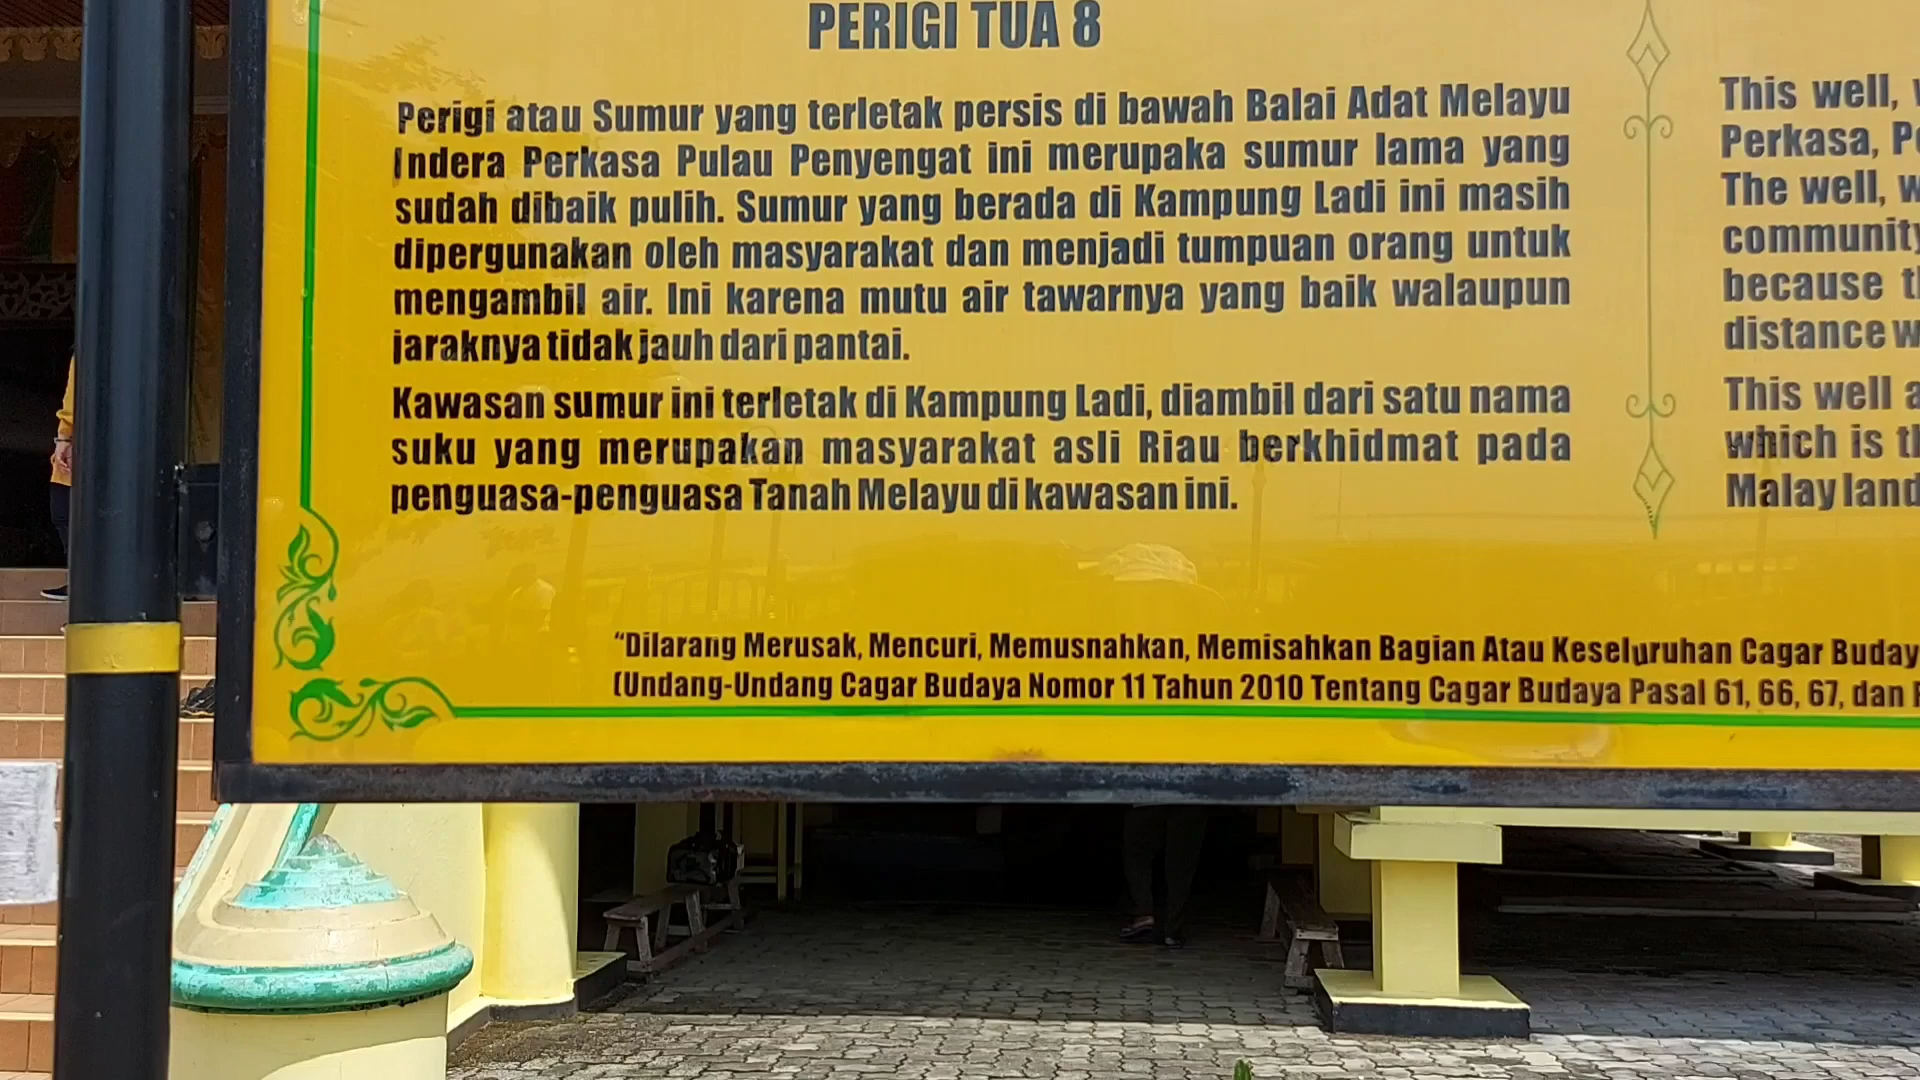 PERIGI TUA 8
Perigi atau Sumur yang terletak persis di bawah Balai Adat Melayu
Indera Perkasa Pulau Penyengat ini merupaka sumur lama yang
sudah dibaik pulih. Sumur yang berada di Kampung Ladi ini masih
dipergunakan oleh masyarakat dan menjadi tumpuan orang untuk
mengambil air. Ini karena mutu air tawarnya yang baik walaupun
jaraknya tidak jauh dari pantai.
Kawasan sumur ini terletak di Kampung Ladi, diambil dari satu nama
suku yang merupakan masyarakat asli Riau berkhidmat pada
penguasa-penguasa Tanah Melayu di kawasan ini.
This well,
Perkasa,
The well,
community
because
distance
This well
which is
Malay land
“Dilarang Merusak, Mencuri, Memusnahkan, Memisahkan Bagian Atau Keseluruhan Cagar Buday
(Undang-Undang Cagar Budaya Nomor 11 Tahun 2010 Tentang Cagar Budaya Pasal 61, 66, 67, dan